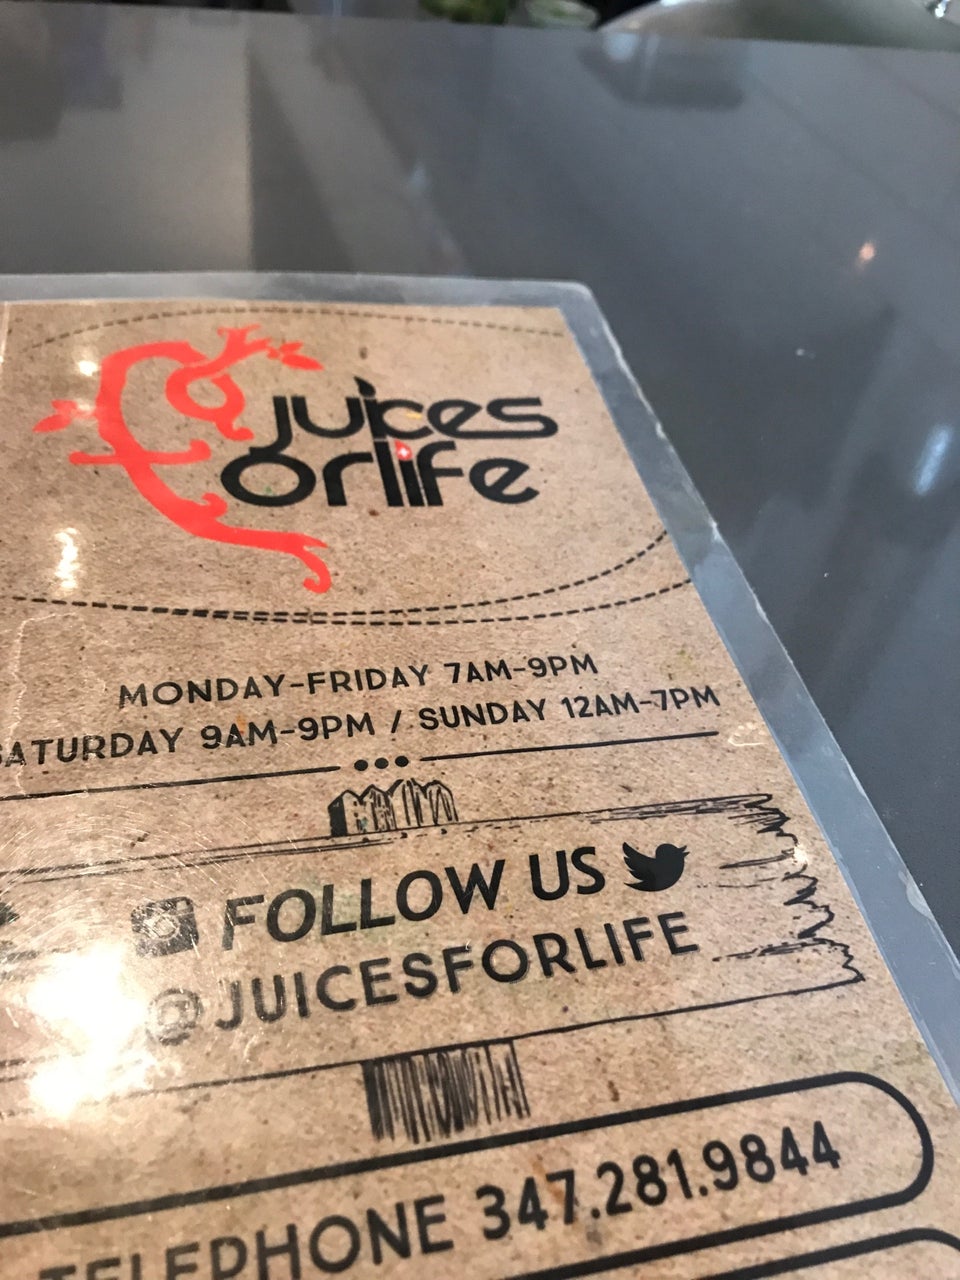 juices
forlife
MONDAY-FRIDAY 7AM-9PM
SATURDAY 9AM-9PM / SUNDAY 12AM-7PM
FOLLOW US
@JUICESFORLIFE
TELEPHONE 347.281.9844